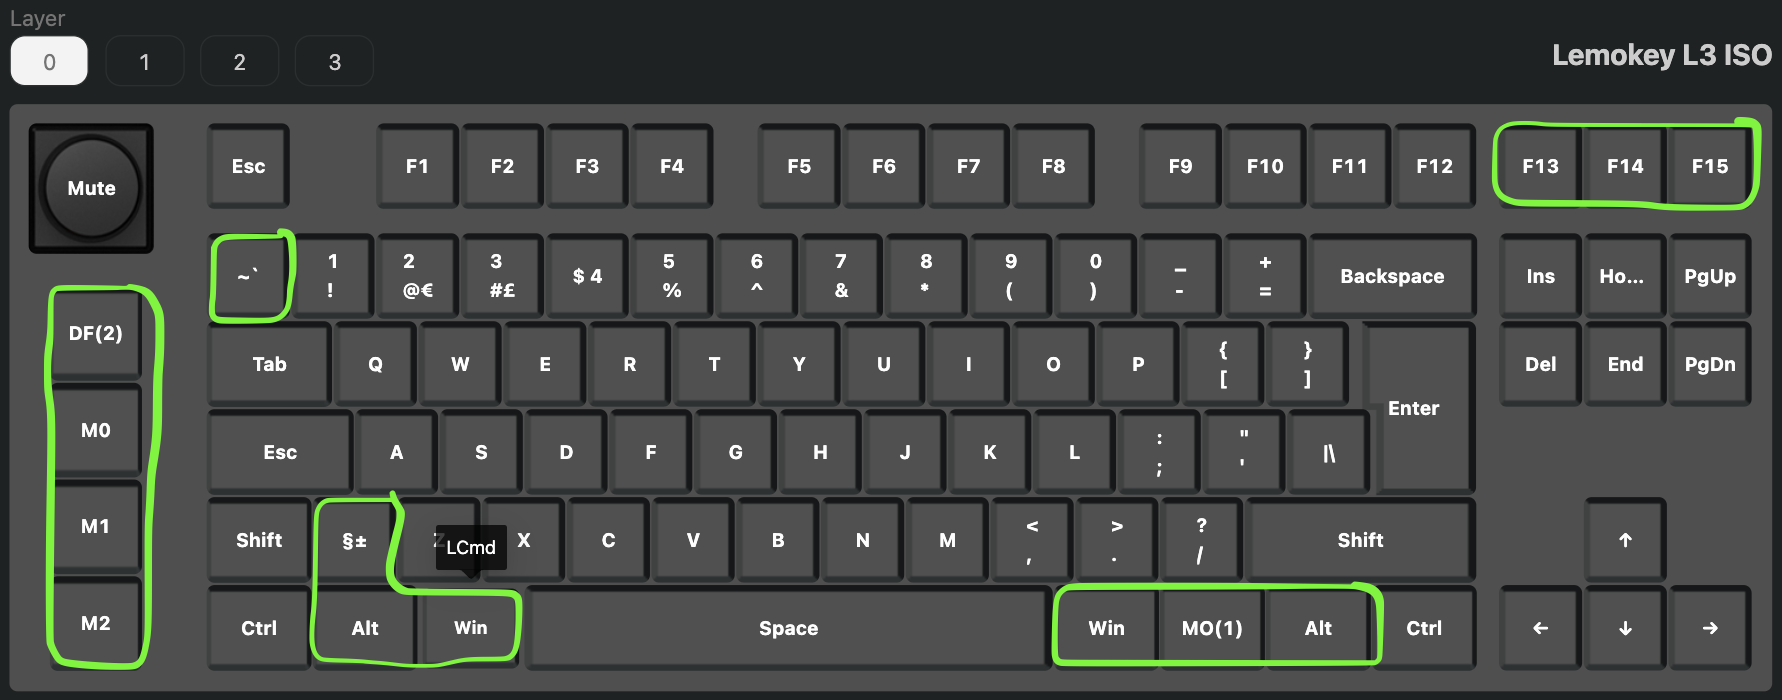 Layer
0 1 2 3
Lemokey L3 ISO
Mute Esc F1 F2 F3 F4 F5 F6 F7 F8 F9 F10 F11 F12 F13 F14 F15
~` 1 ! 2 @€ 3 #£ $ 4 5 % 6 ^ 7 & 8 * 9 ( 0 ) _ - + = Backspace Ins Ho... PgUp
DF(2) Tab Q W E R T Y U I O P { [ } ] Enter Del End PgDn
M0 Esc A S D F G H J K L : ; " ' |\
M1 Shift §± Z LCmd X C V B N M < , > . ? / Shift ↑
M2 Ctrl Alt Win Space Win MO(1) Alt Ctrl ← ↓ →